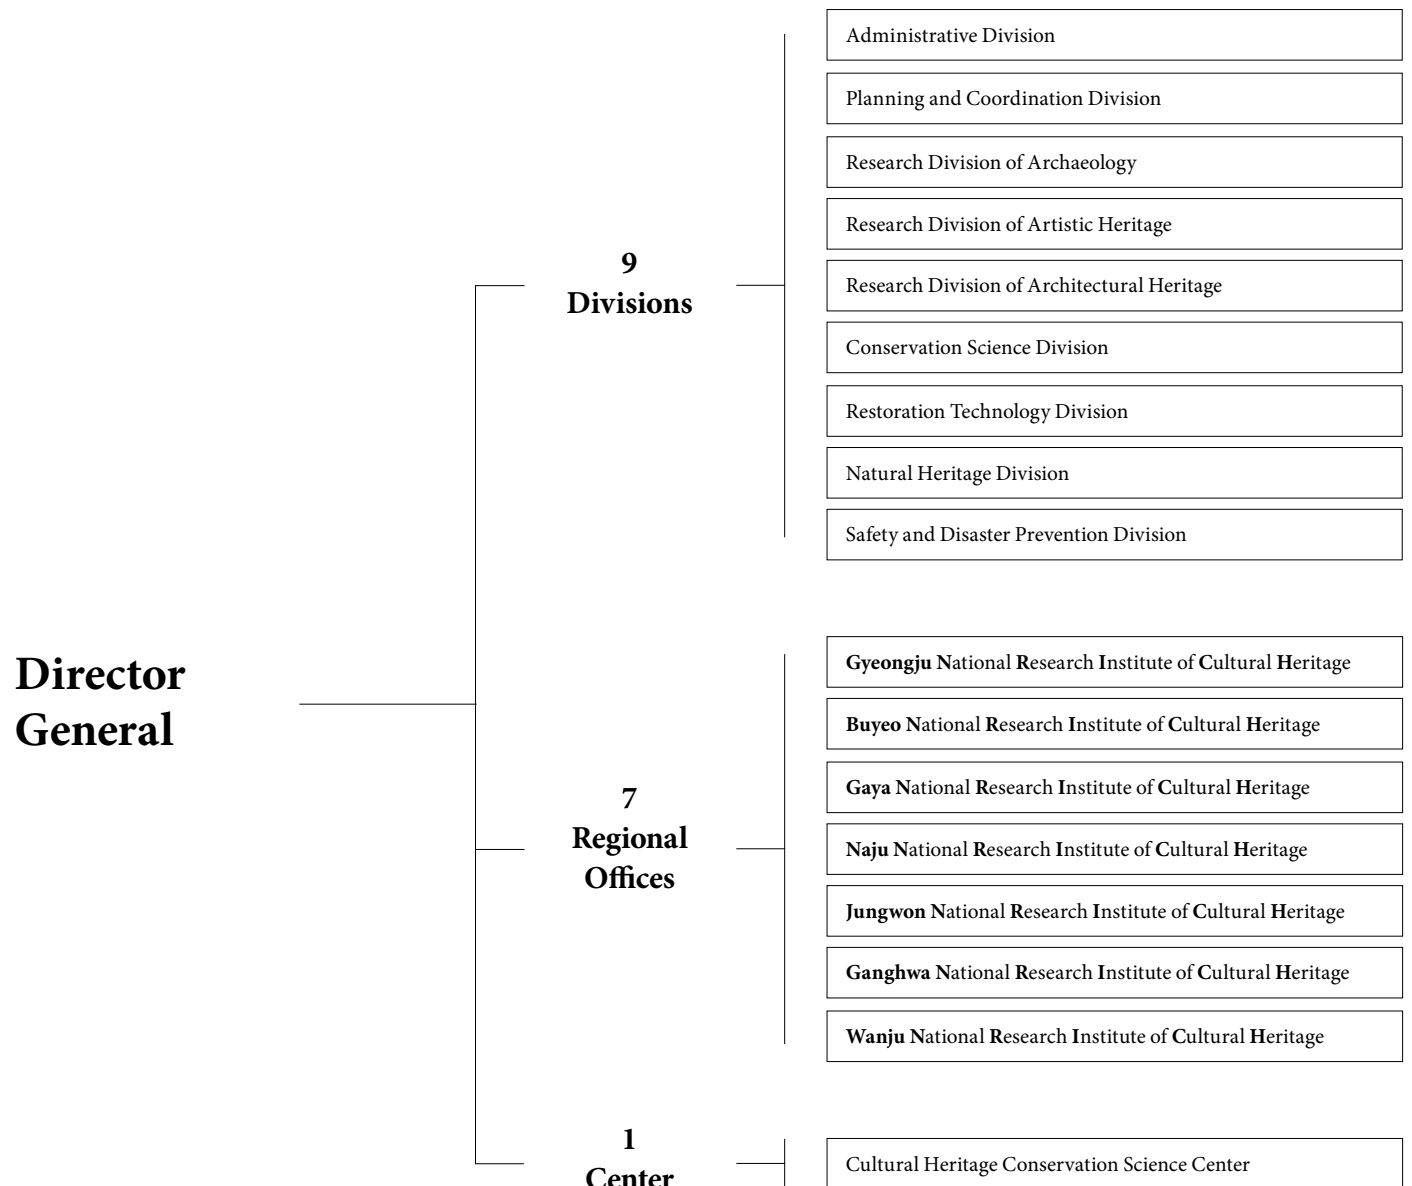 Director
General
9
Divisions
Administrative Division
Planning and Coordination Division
Research Division of Archaeology
Research Division of Artistic Heritage
Research Division of Architectural Heritage
Conservation Science Division
Restoration Technology Division
Natural Heritage Division
Safety and Disaster Prevention Division
7
Regional
Offices
Gyeongju National Research Institute of Cultural Heritage
Buyeo National Research Institute of Cultural Heritage
Gaya National Research Institute of Cultural Heritage
Naju National Research Institute of Cultural Heritage
Jungwon National Research Institute of Cultural Heritage
Ganghwa National Research Institute of Cultural Heritage
Wanju National Research Institute of Cultural Heritage
1
Center
Cultural Heritage Conservation Science Center